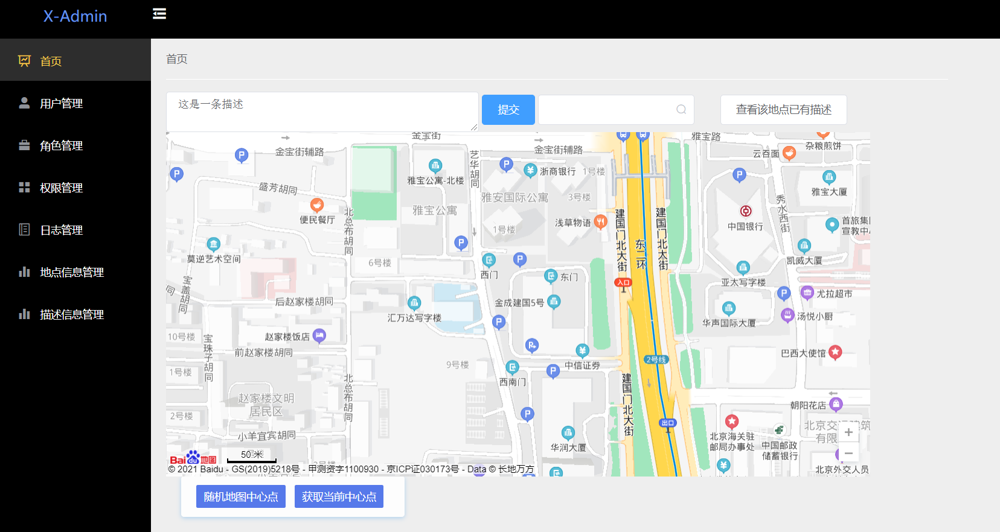 X-Admin
首页
用户管理
角色管理
权限管理
日志管理
地点信息管理
描述信息管理
首页
这是一条描述
提交
查看该地点已有描述
金宝街
金宝街辅路
金宝街辅路
雅宝路
杂粮煎饼
云吞面
艺华胡同
雅宝公寓-北楼
浙商银行
1号楼
盛芳胡同
雅安国际公寓
3号楼
雅宝大厦
秀水西街
便民餐厅
北总布胡同
雅宝公寓
1号楼
浅草物语
建国门北大街
东二环
建国门北大街
中国银行
首旅集
宣教中
莫逆艺术空间
6号楼
西门
东门
凯威大厦
入口
亚太写字楼
宝盖胡同
同
后赵家楼胡同
汇万达写字楼
金成建国5号
尤拉超市
汤悦小厨
华声国际大厦
10号楼
宝珠子胡同
赵家楼饭店
前赵家楼胡同
9号楼
中信证券
2号线
巴西大使馆
1号楼
西南门
北总布胡同
建国门北大街
赵家楼文明
居民区
朝阳花店
2号楼
小羊宜宾胡同
出口
北京海关驻
邮局办事处
中国邮政
储蓄银行
有限
华润大厦
北京外交人员
50米
Bai du 地图
© 2021 Baidu - GS(2019)5218号 - 甲测资字1100930 - 京ICP证030173号 - Data © 长地万方
随机地图中心点
获取当前中心点